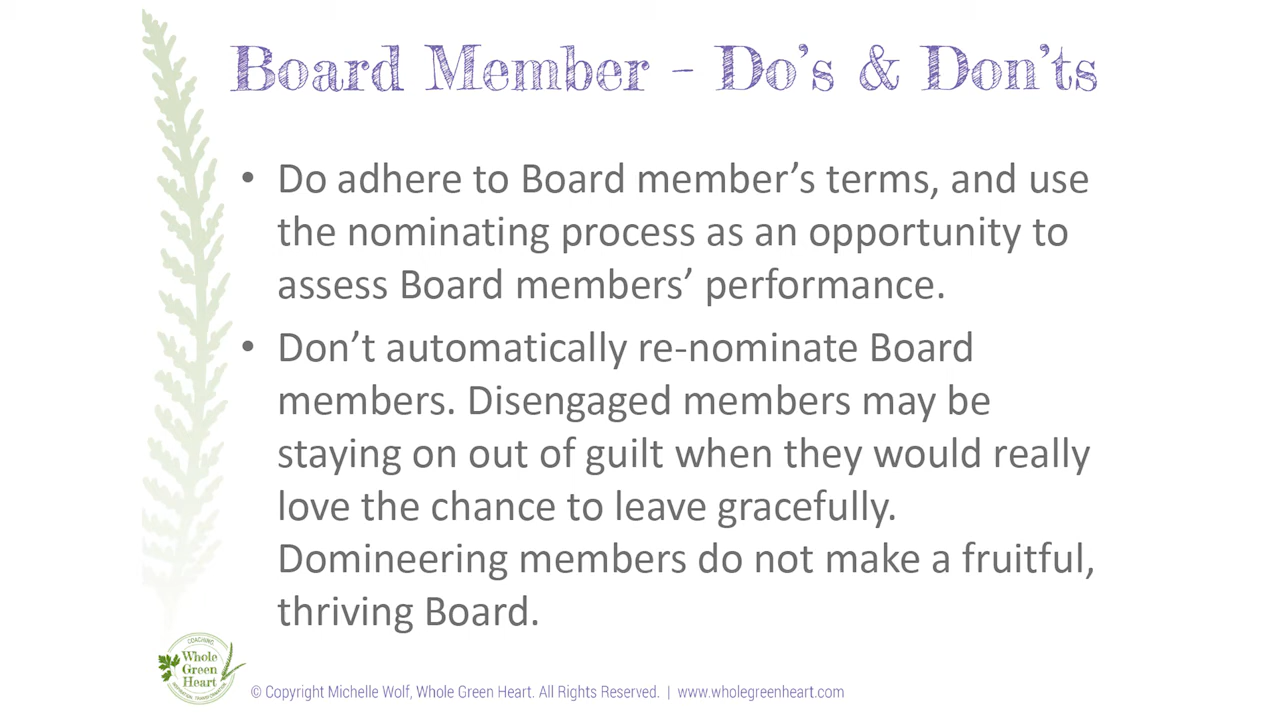 Board Member - Do's & Don'ts
• Do adhere to Board member's terms, and use
the nominating process as an opportunity to
assess Board members' performance.
• Don't automatically re-nominate Board
members. Disengaged members may be
staying on out of guilt when they would really
love the chance to leave gracefully.
Domineering members do not make a fruitful,
thriving Board.
COACHING
Whole
Green
Heart
© Copyright Michelle Wolf, Whole Green Heart. All Rights Reserved. | www.wholegreenheart.com